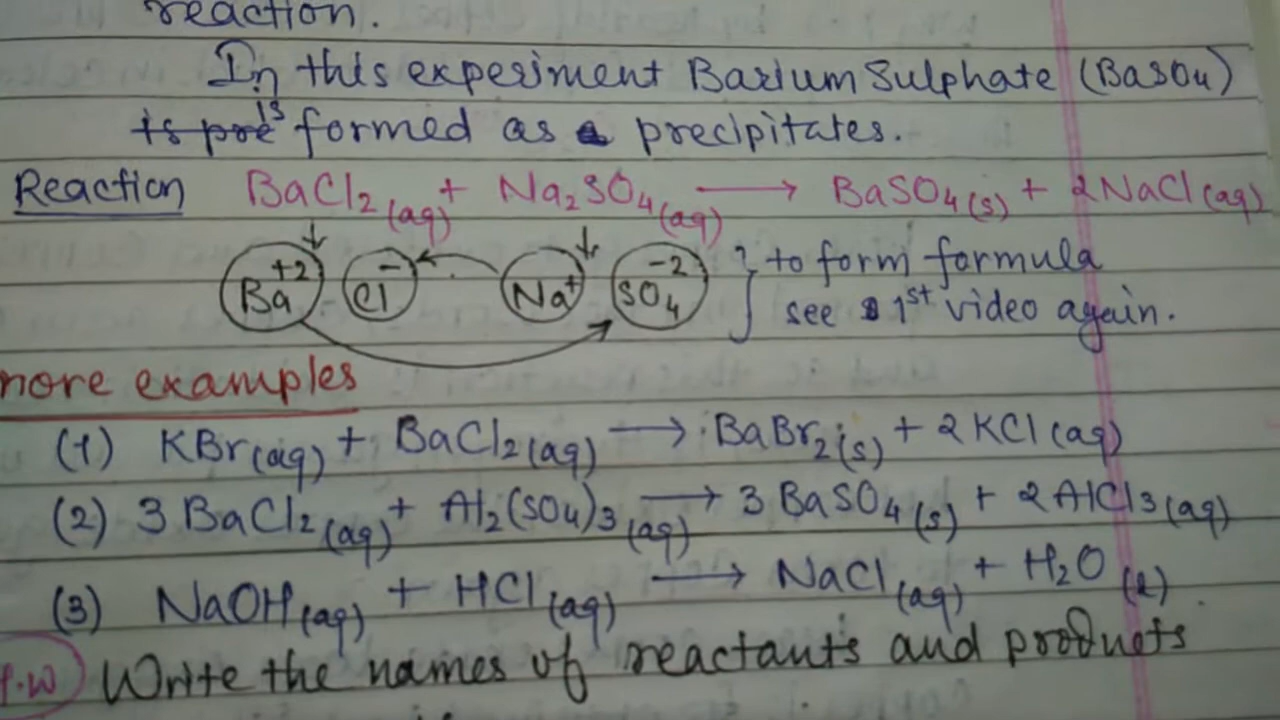 reaction.
In this experiment Barium Sulphate (BaSO4)
is pre is formed as a precipitates.
Reaction BaCl2(aq) + Na2SO4(aq) → BaSO4(s) + 2NaCl(aq)
Ba+2 Cl- Na+ SO4-2 } to form formula
see 1st video again.
more examples
(1) KBr(aq) + BaCl2(aq) → BaBr2(s) + 2KCl(aq)
(2) 3BaCl2(aq) + Al2(SO4)3(aq) → 3BaSO4(s) + 2AlCl3(aq)
(3) NaOH(aq) + HCl(aq) → NaCl(aq) + H2O(l).
H.W Write the names of reactants and products